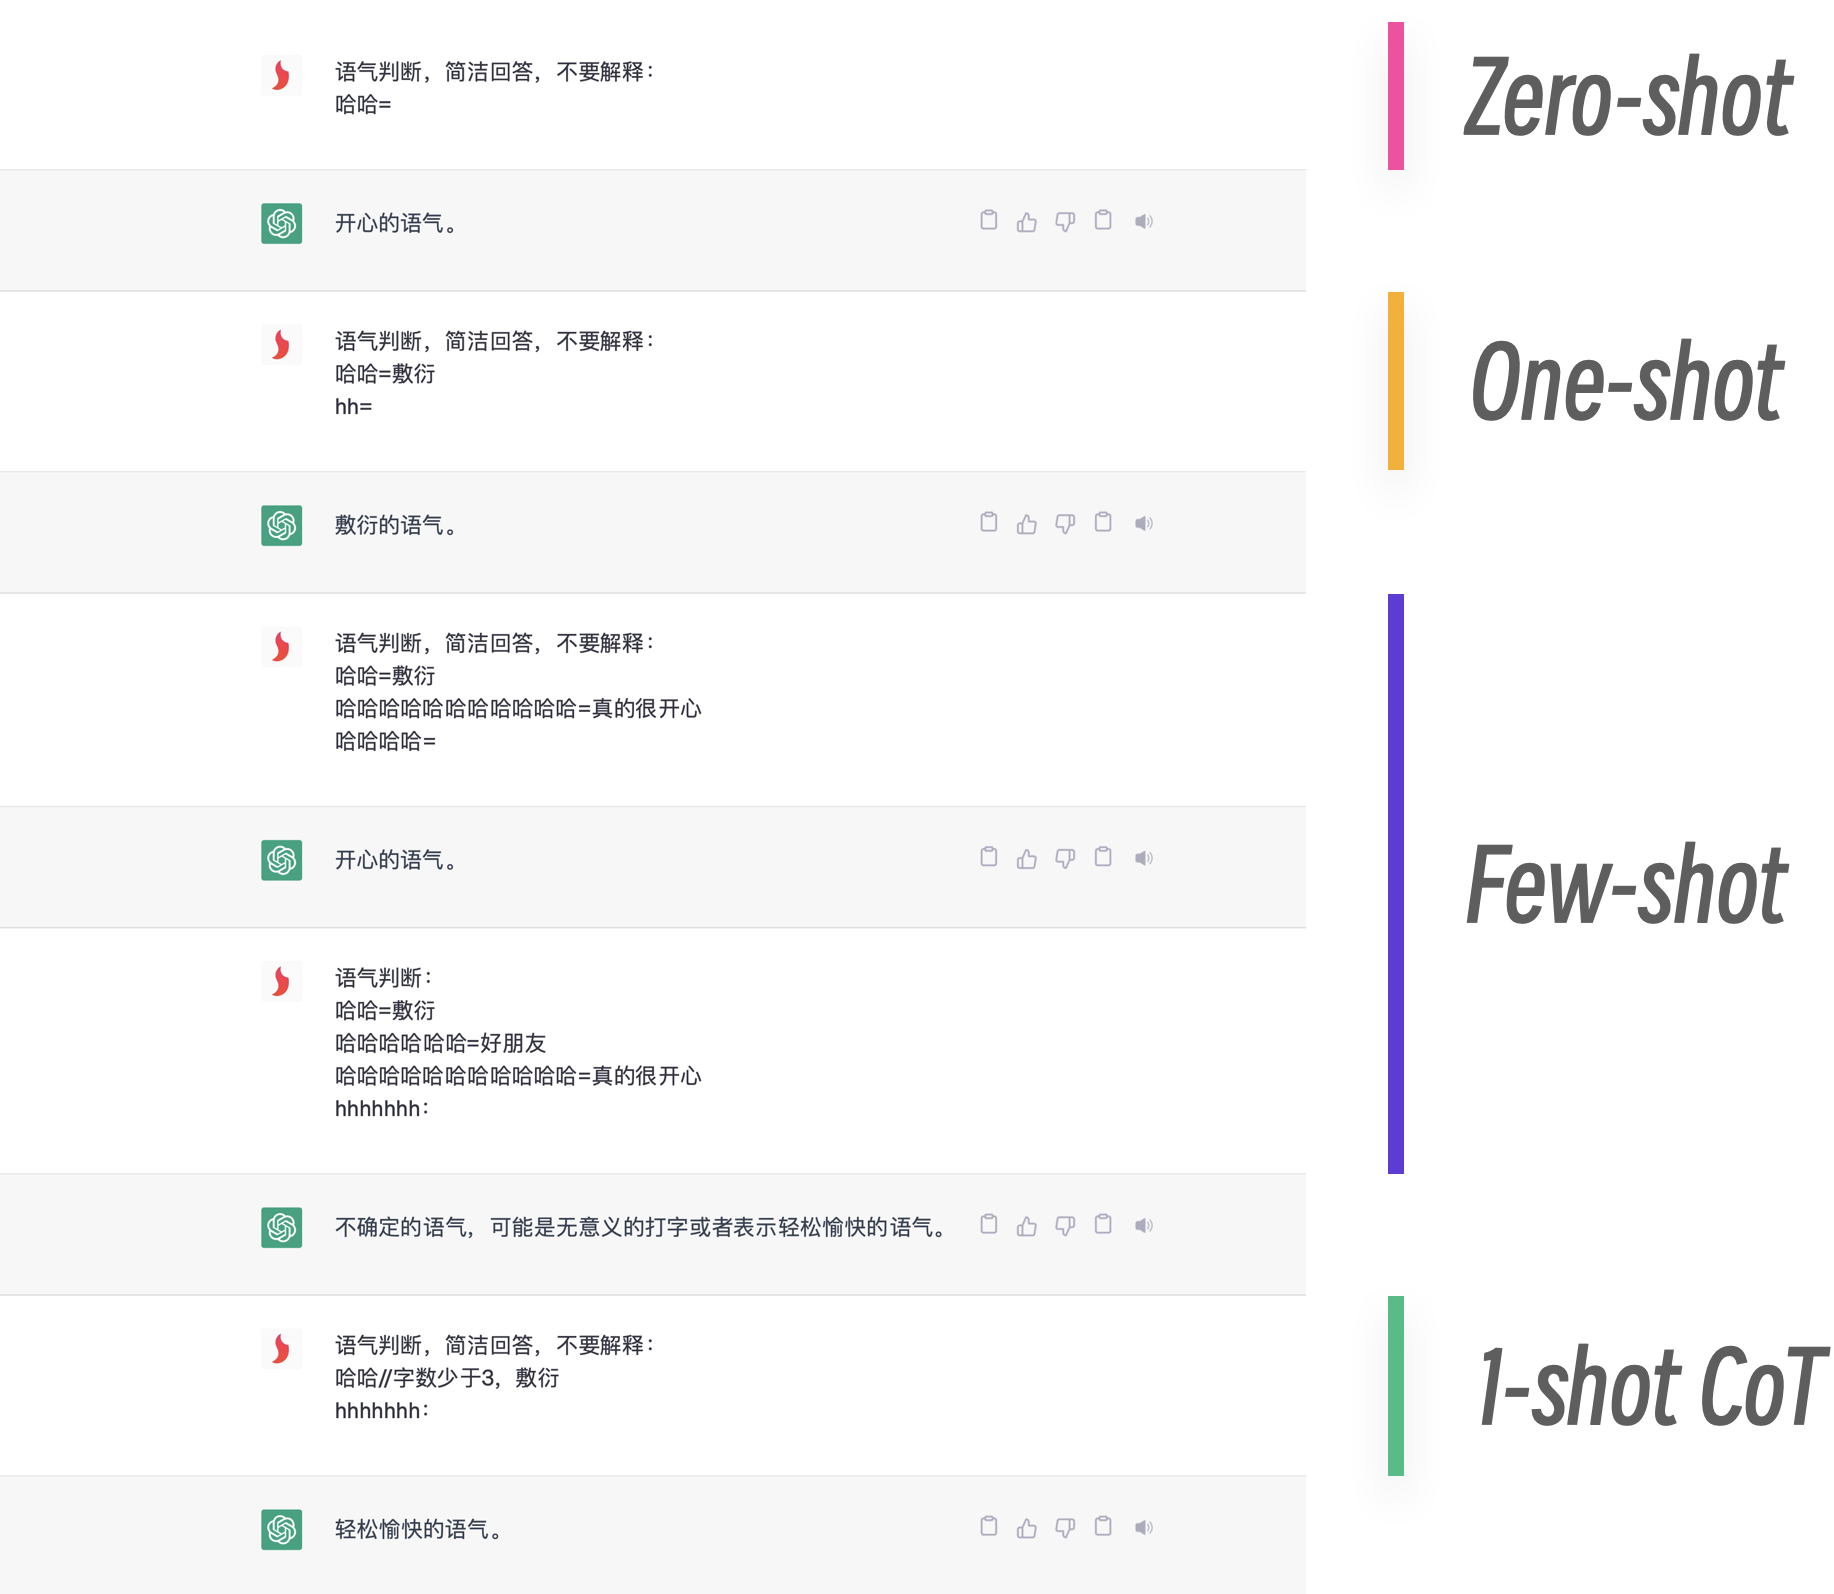 语气判断，简洁回答，不要解释：
哈哈=
Zero-shot
开心的语气。
语气判断，简洁回答，不要解释：
哈哈=敷衍
hh=
One-shot
敷衍的语气。
语气判断，简洁回答，不要解释：
哈哈=敷衍
哈哈哈哈哈哈哈哈哈哈哈=真的很开心
哈哈哈哈=
Few-shot
开心的语气。
语气判断：
哈哈=敷衍
哈哈哈哈哈哈=好朋友
哈哈哈哈哈哈哈哈哈哈哈=真的很开心
hhhhhhh：
不确定的语气，可能是无意义的打字或者表示轻松愉快的语气。
语气判断，简洁回答，不要解释：
哈哈//字数少于3，敷衍
hhhhhhh：
1-shot CoT
轻松愉快的语气。